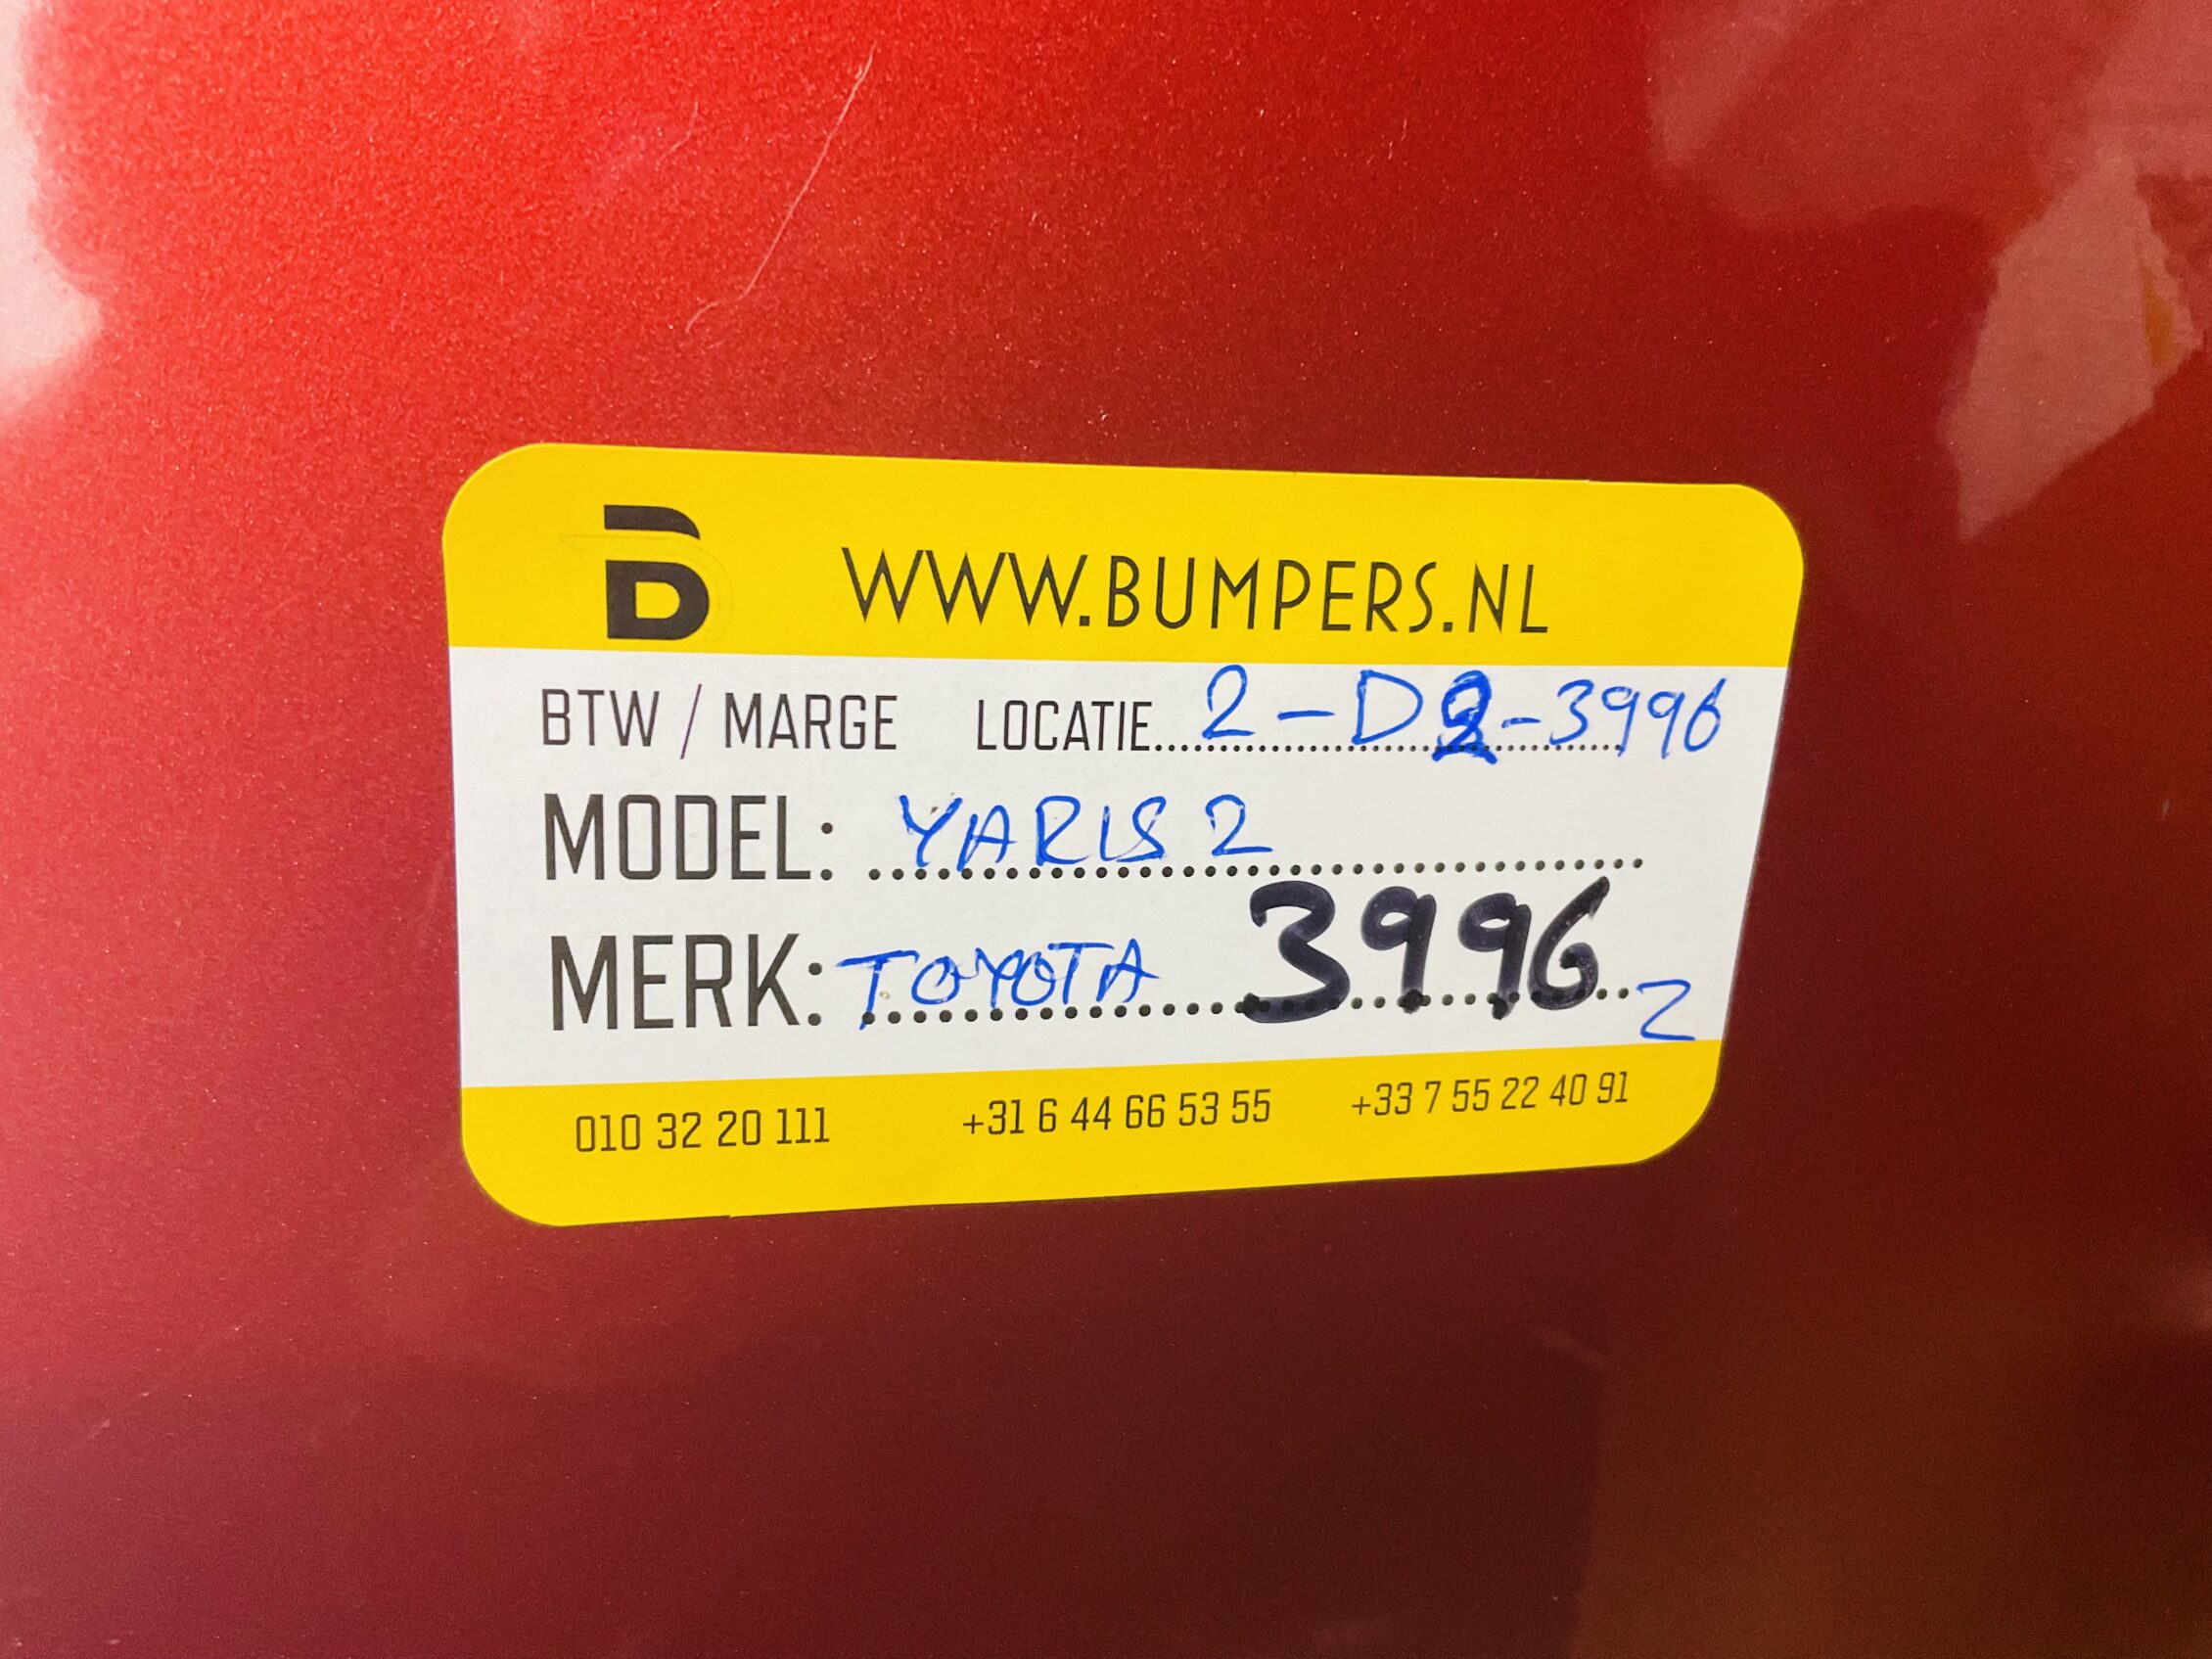 B WWW.BUMPERS.NL
BTW / MARGE LOCATIE 2-D2-3996
MODEL: YARIS 2
MERK: TOYOTA 3996 2
010 32 20 111 +31 6 44 66 53 55 +33 7 55 22 40 91